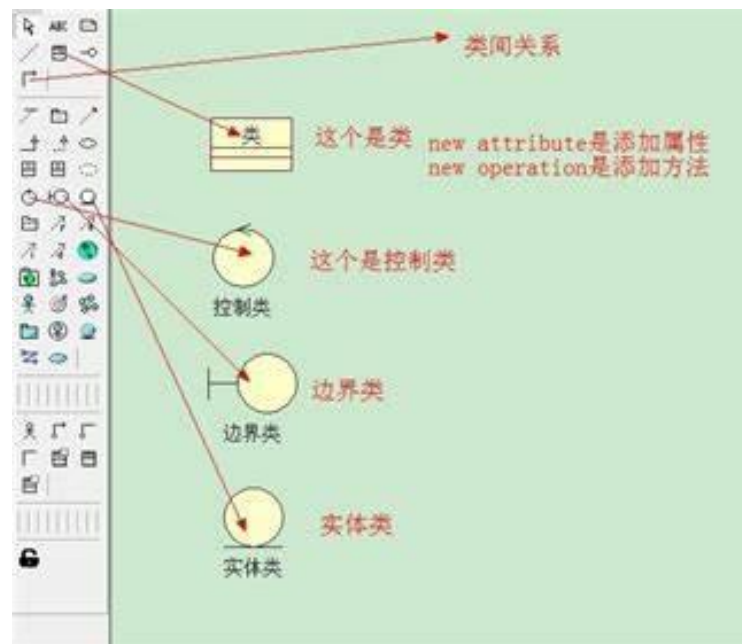 ABC
类间关系
类
这个是类
new attribute是添加属性
new operation是添加方法
这个是控制类
控制类
边界类
边界类
实体类
实体类